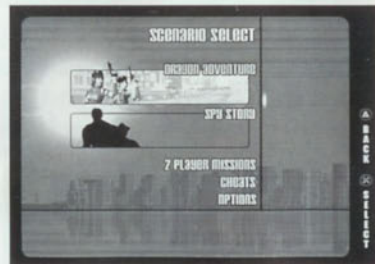 SCENARIO SELECT
DRAGON ADVENTURE
SPY STORY
2 PLAYER MISSIONS
CHEATS
OPTIONS
BACK
SELECT